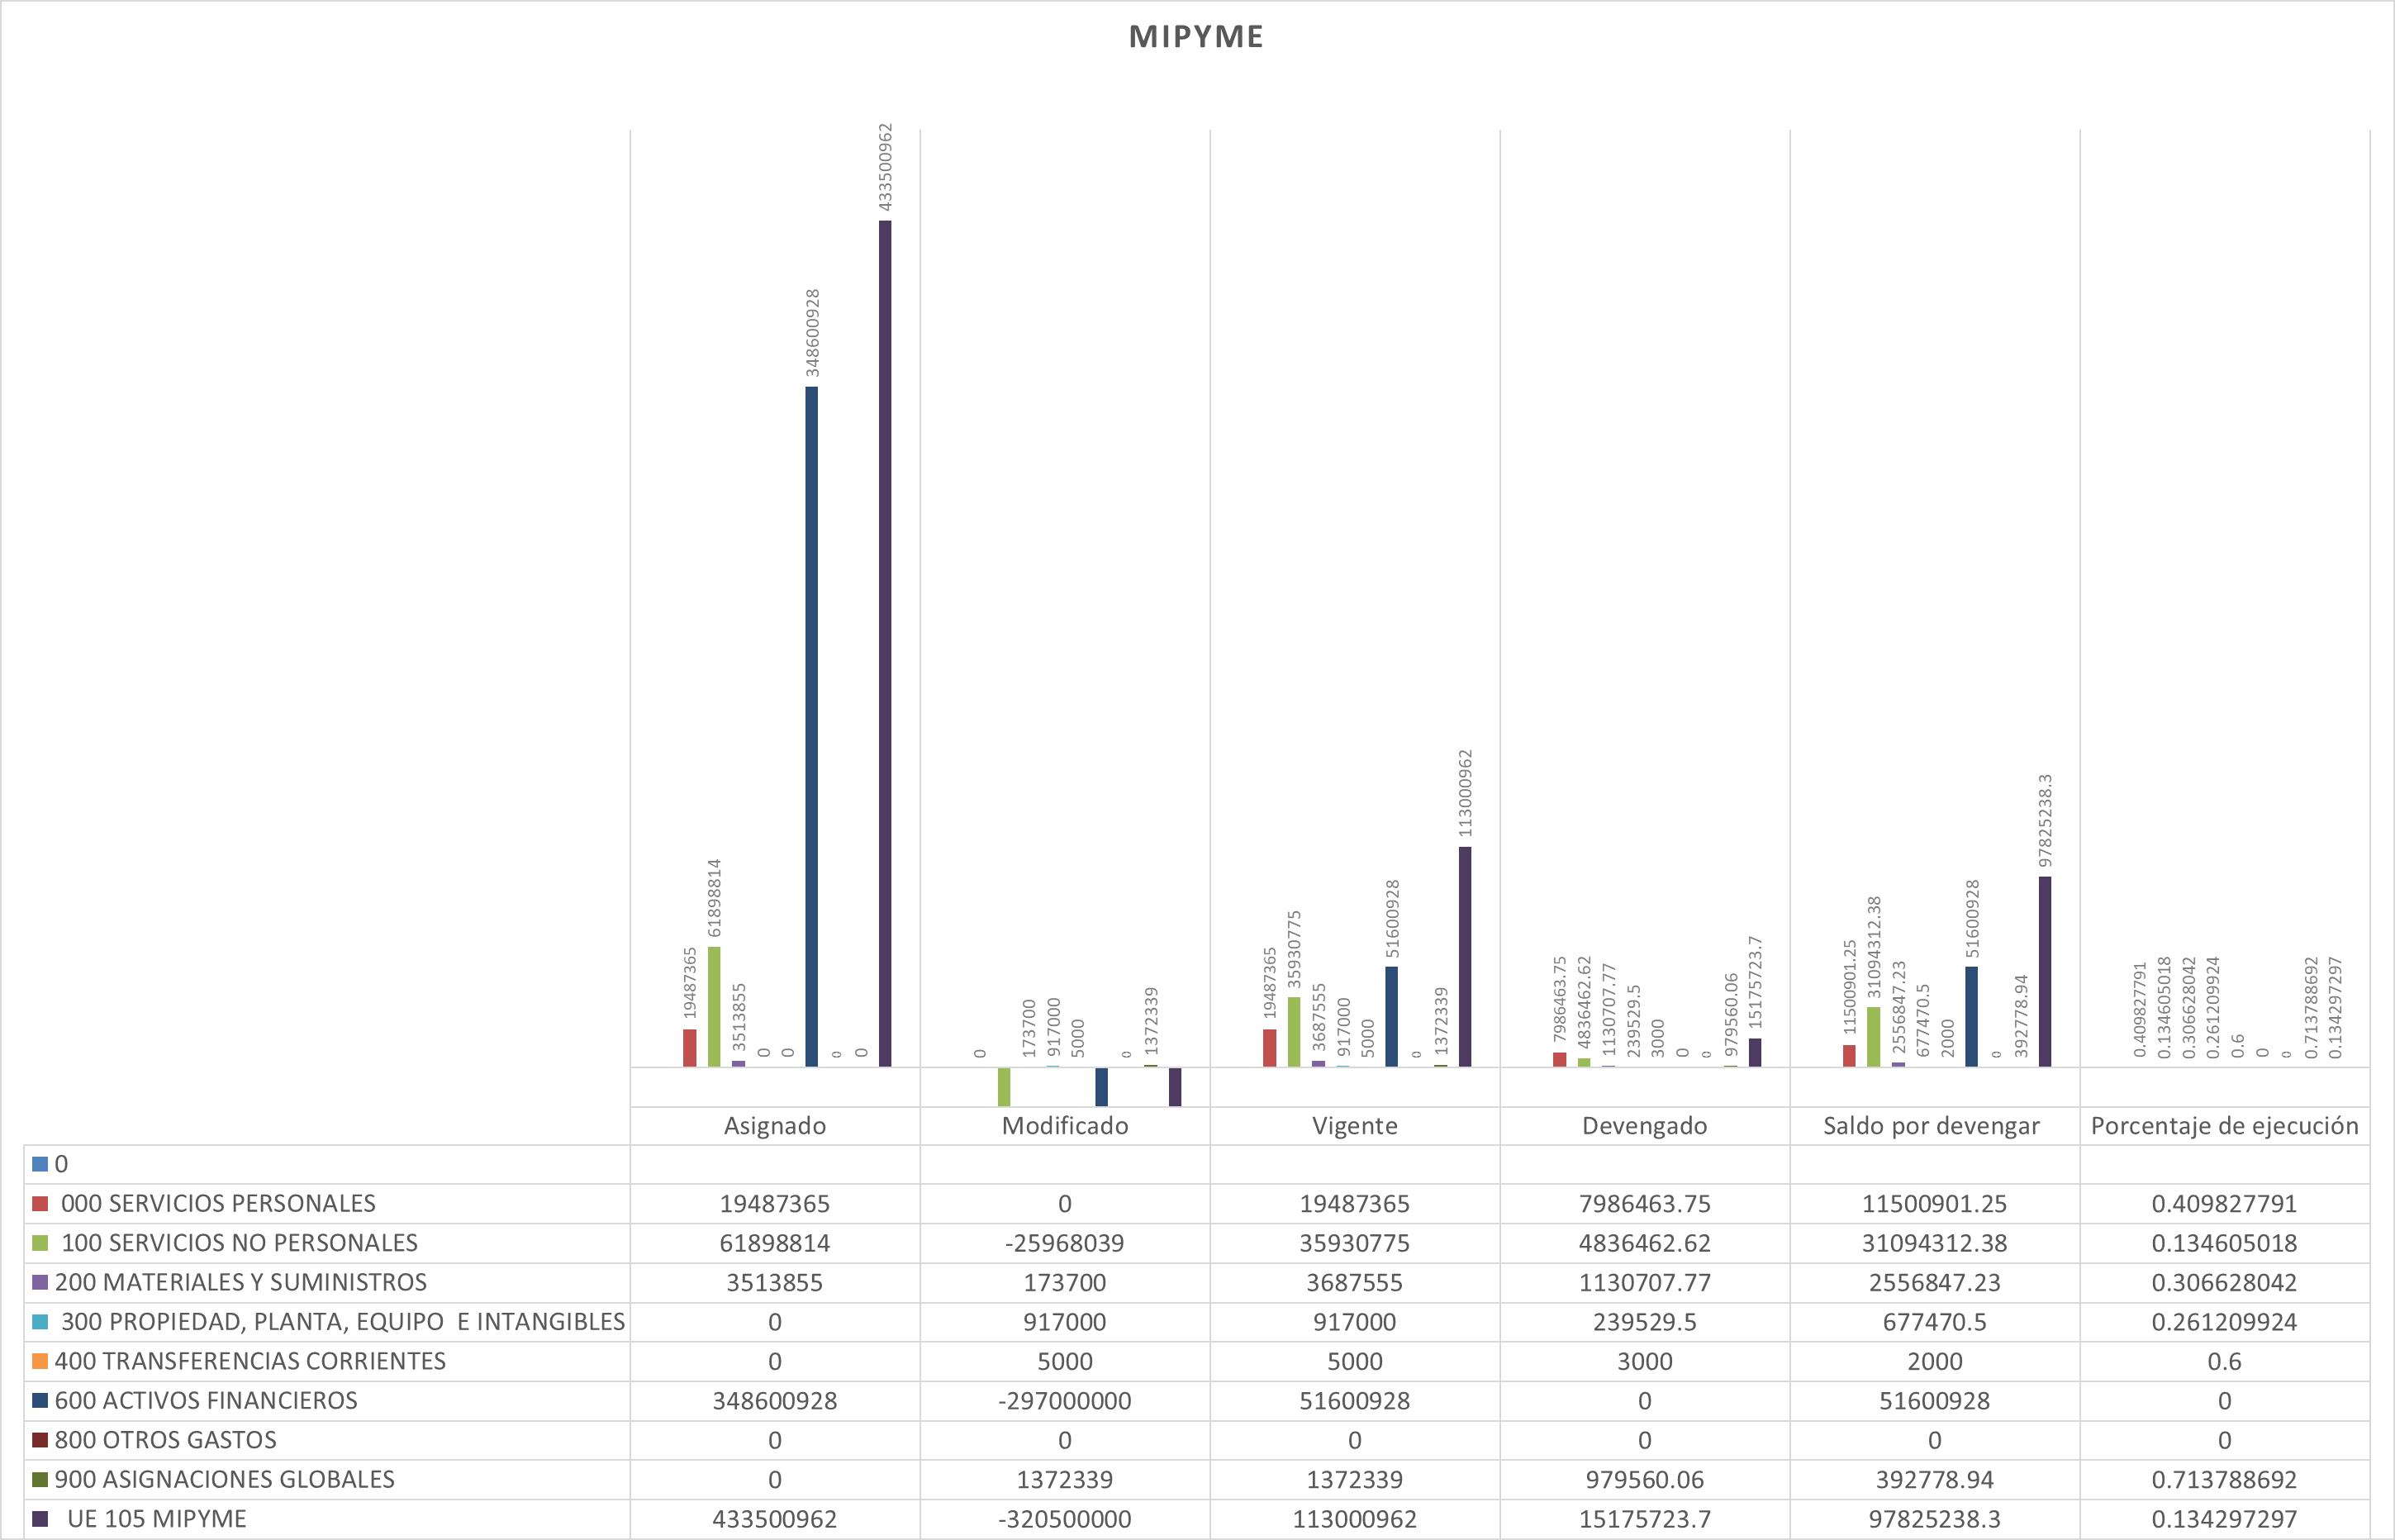 MIPYME
19487365 61898814 3513855 0 0 348600928 0 0 433500962
0 173700 917000 5000 0 1372339
19487365 35930775 3687555 917000 5000 51600928 0 1372339 113000962
7986463.75 4836462.62 1130707.77 239529.5 3000 0 0 979560.06 15175723.7
11500901.25 31094312.38 2556847.23 677470.5 2000 51600928 0 392778.94 97825238.3
0.409827791 0.134605018 0.306628042 0.261209924 0.6 0 0 0.713788692 0.134297297
Asignado Modificado Vigente Devengado Saldo por devengar Porcentaje de ejecución
0
000 SERVICIOS PERSONALES 19487365 0 19487365 7986463.75 11500901.25 0.409827791
100 SERVICIOS NO PERSONALES 61898814 -25968039 35930775 4836462.62 31094312.38 0.134605018
200 MATERIALES Y SUMINISTROS 3513855 173700 3687555 1130707.77 2556847.23 0.306628042
300 PROPIEDAD, PLANTA, EQUIPO E INTANGIBLES 0 917000 917000 239529.5 677470.5 0.261209924
400 TRANSFERENCIAS CORRIENTES 0 5000 5000 3000 2000 0.6
600 ACTIVOS FINANCIEROS 348600928 -297000000 51600928 0 51600928 0
800 OTROS GASTOS 0 0 0 0 0 0
900 ASIGNACIONES GLOBALES 0 1372339 1372339 979560.06 392778.94 0.713788692
UE 105 MIPYME 433500962 -320500000 113000962 15175723.7 97825238.3 0.134297297